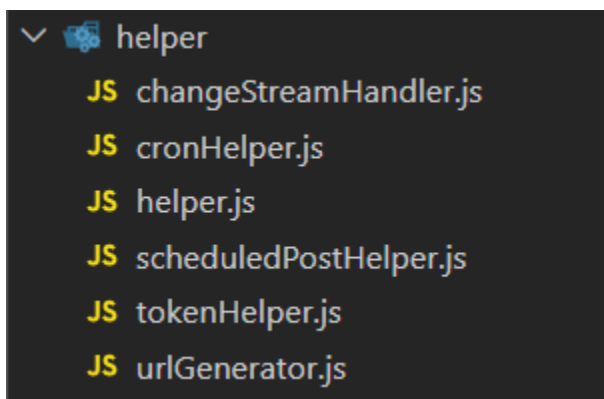 helper
JS changeStreamHandler.js
JS cronHelper.js
JS helper.js
JS scheduledPostHelper.js
JS tokenHelper.js
JS urlGenerator.js